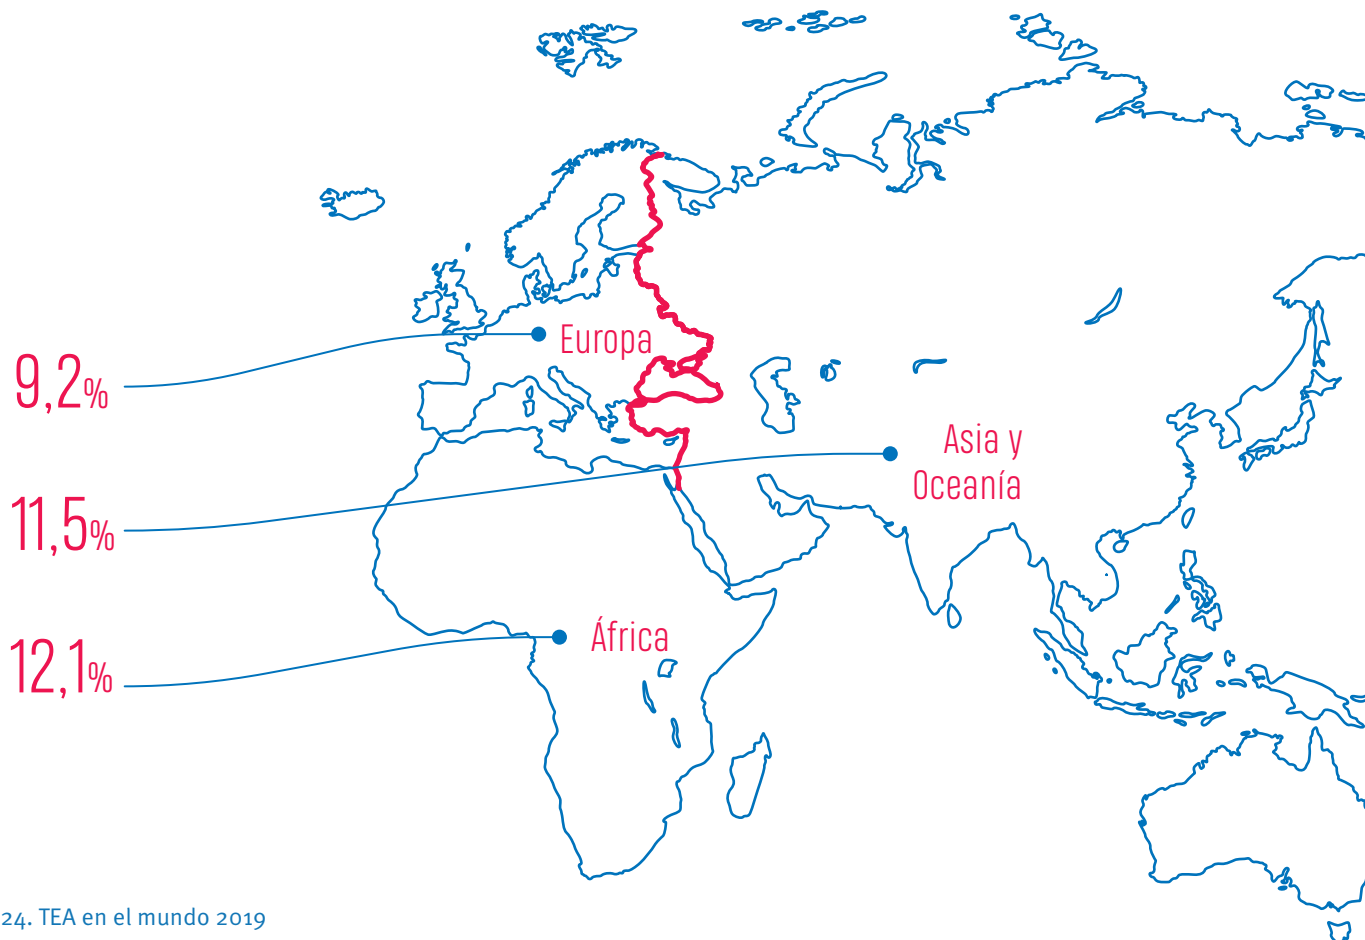 Europa
9,2%
Asia y
Oceanía
11,5%
África
12,1%
24. TEA en el mundo 2019